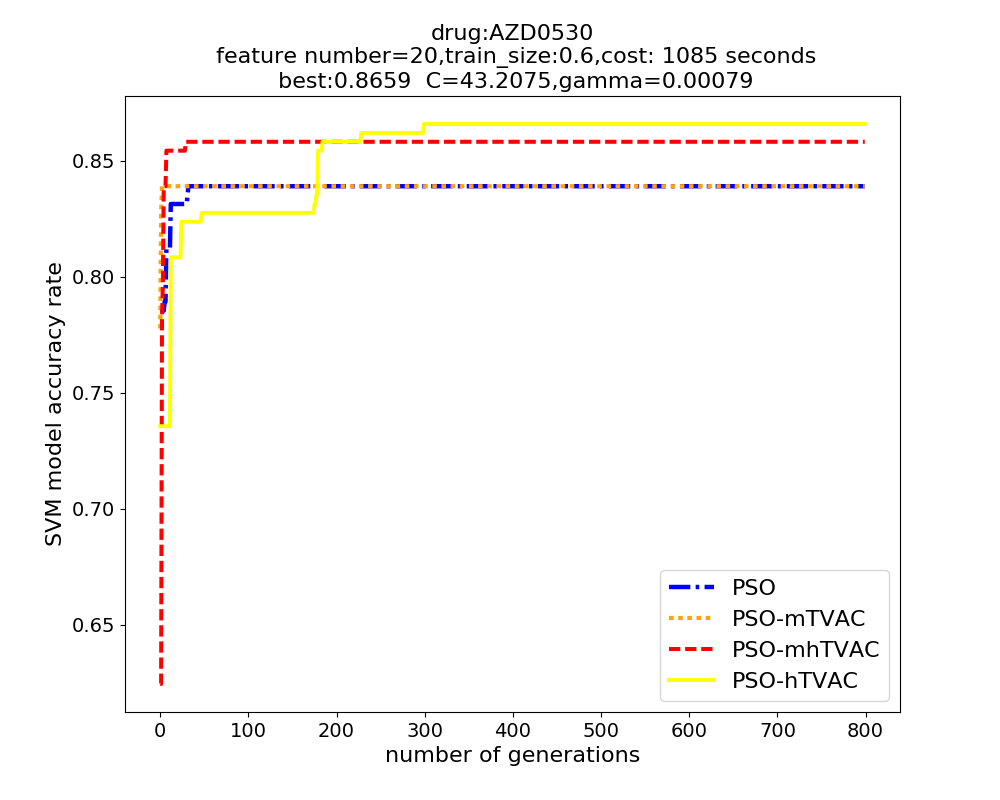 drug:AZD0530
feature number=20,train_size:0.6,cost: 1085 seconds
best:0.8659  C=43.2075,gamma=0.00079
SVM model accuracy rate
0.85
0.80
0.75
0.70
0.65
PSO
PSO-mTVAC
PSO-mhTVAC
PSO-hTVAC
0 100 200 300 400 500 600 700 800
number of generations